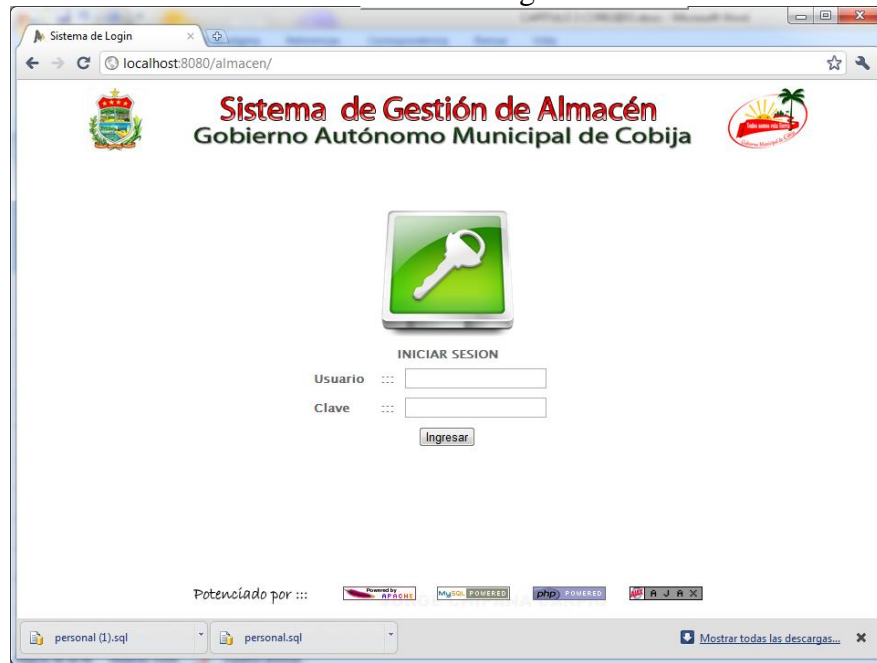 Sistema de Login
localhost:8080/almacen/
Sistema de Gestión de Almacén
Gobierno Autónomo Municipal de Cobija
INICIAR SESION
Usuario :::
Clave :::
Ingresar
Potenciado por :::
Powered by APACHE
MySQL POWERED
php POWERED
AJAX
personal (1).sql
personal.sql
Mostrar todas las descargas...